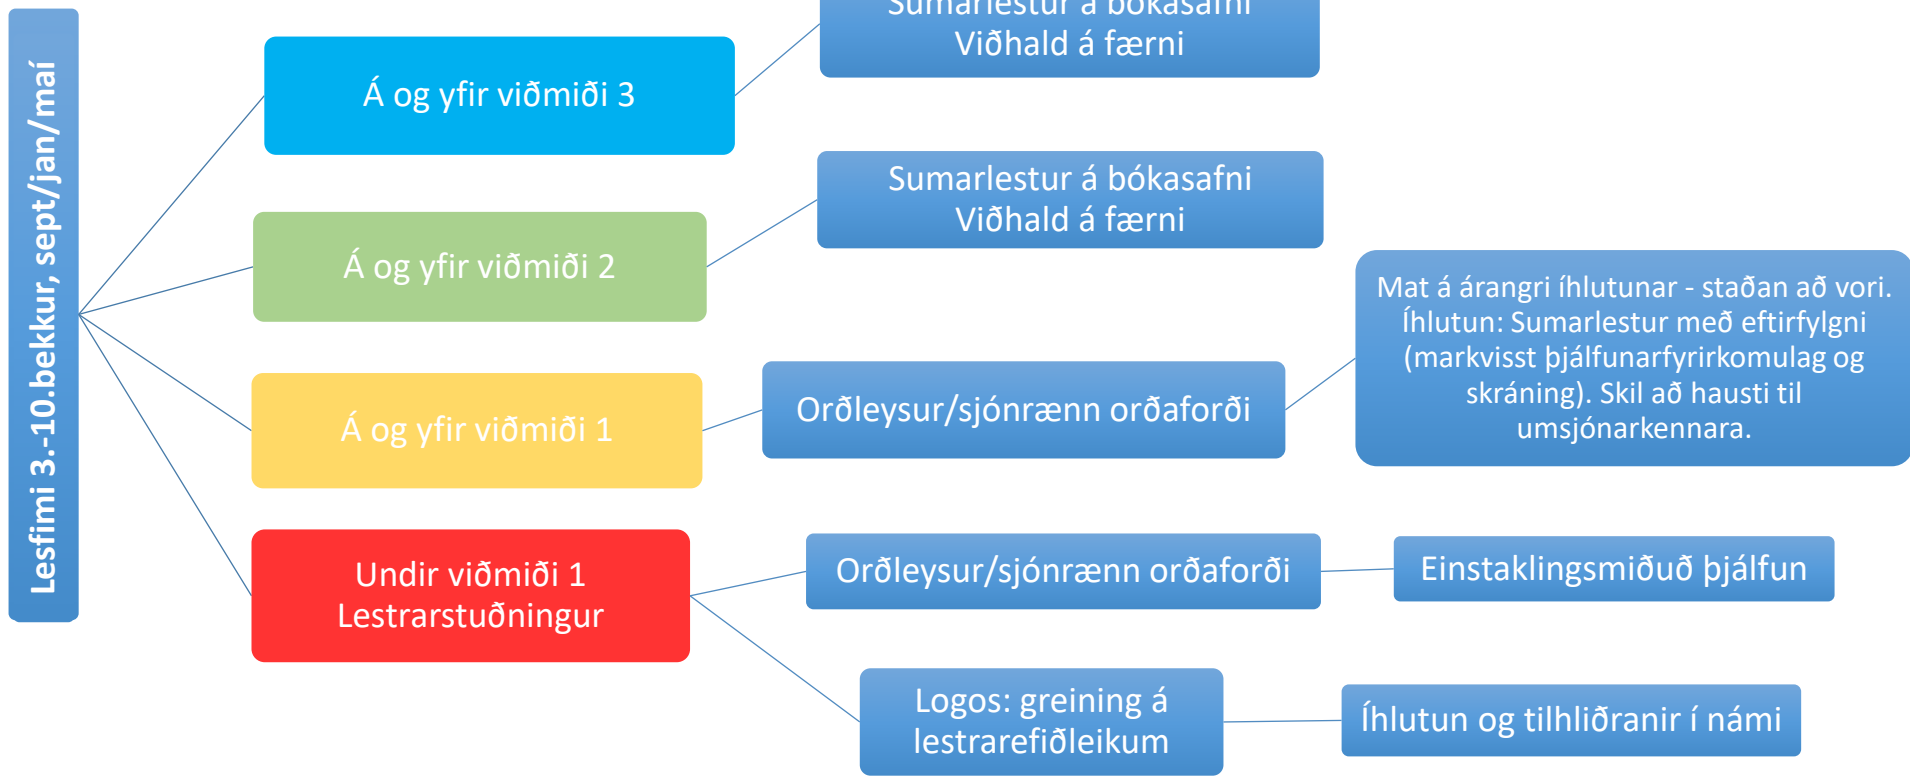 Lesfimi 3.-10.bekkur, sept/jan/maí
Á og yfir viðmiði 3
Sumarlestur á bókasafni
Viðhald á færni
Á og yfir viðmiði 2
Sumarlestur á bókasafni
Viðhald á færni
Á og yfir viðmiði 1
Orðleysur/sjónrænn orðaforði
Mat á árangri íhlutunar - staðan að vori.
Íhlutun: Sumarlestur með eftirfylgni
(markvisst þjálfunarfyrirkomulag og
skráning). Skil að hausti til
umsjónarkennara.
Undir viðmiði 1
Lestrarstuðningur
Orðleysur/sjónrænn orðaforði
Einstaklingsmiðuð þjálfun
Logos: greining á
lestrarefiðleikum
Íhlutun og tilhliðranir í námi